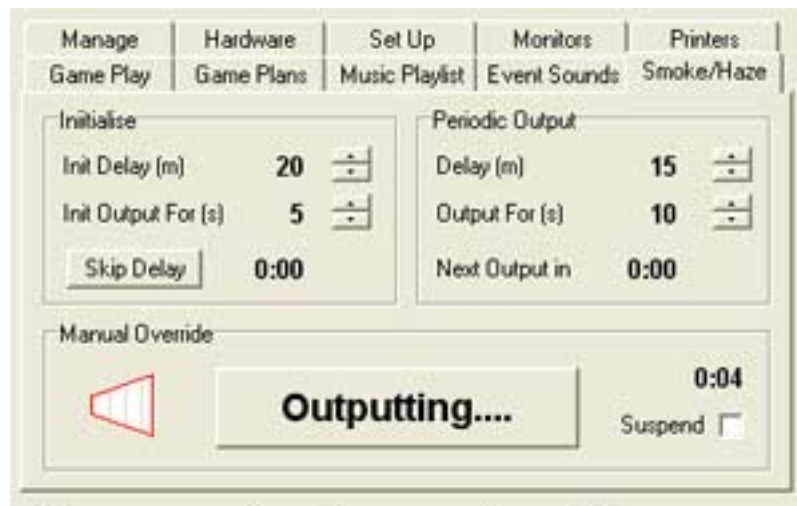 Manage Hardware Set Up Monitors Printers
Game Play Game Plans Music Playlist Event Sounds Smoke/Haze
Initialise
Init Delay (m) 20
Init Output For (s) 5
Skip Delay 0:00
Periodic Output
Delay (m) 15
Output For (s) 10
Next Output in 0:00
Manual Override
Outputting....
0:04
Suspend